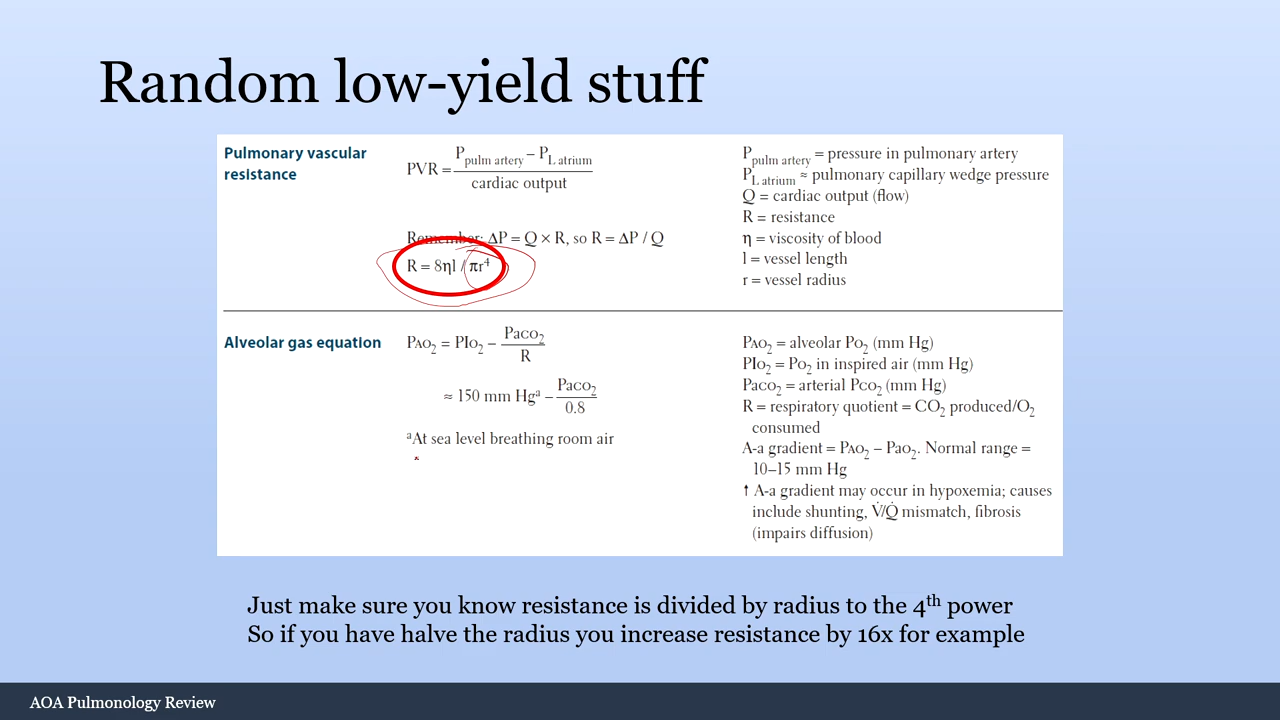 Random low-yield stuff
Pulmonary vascular
resistance
PVR = P pulm artery – P L atrium
cardiac output
Remember: ΔP = Q × R, so R = ΔP / Q
R = 8ηl / πr⁴
P pulm artery = pressure in pulmonary artery
P L atrium ≈ pulmonary capillary wedge pressure
Q = cardiac output (flow)
R = resistance
η = viscosity of blood
l = vessel length
r = vessel radius
Alveolar gas equation
PAO₂ = PIO₂ – PaCO₂
R
≈ 150 mm Hgᵃ – PaCO₂
0.8
ᵃAt sea level breathing room air
PAO₂ = alveolar PO₂ (mm Hg)
PIO₂ = PO₂ in inspired air (mm Hg)
PaCO₂ = arterial PCO₂ (mm Hg)
R = respiratory quotient = CO₂ produced/O₂
consumed
A-a gradient = PAO₂ – PaO₂. Normal range =
10–15 mm Hg
↑ A-a gradient may occur in hypoxemia; causes
include shunting, V̇/Q̇ mismatch, fibrosis
(impairs diffusion)
Just make sure you know resistance is divided by radius to the 4th power
So if you have halve the radius you increase resistance by 16x for example
AOA Pulmonology Review